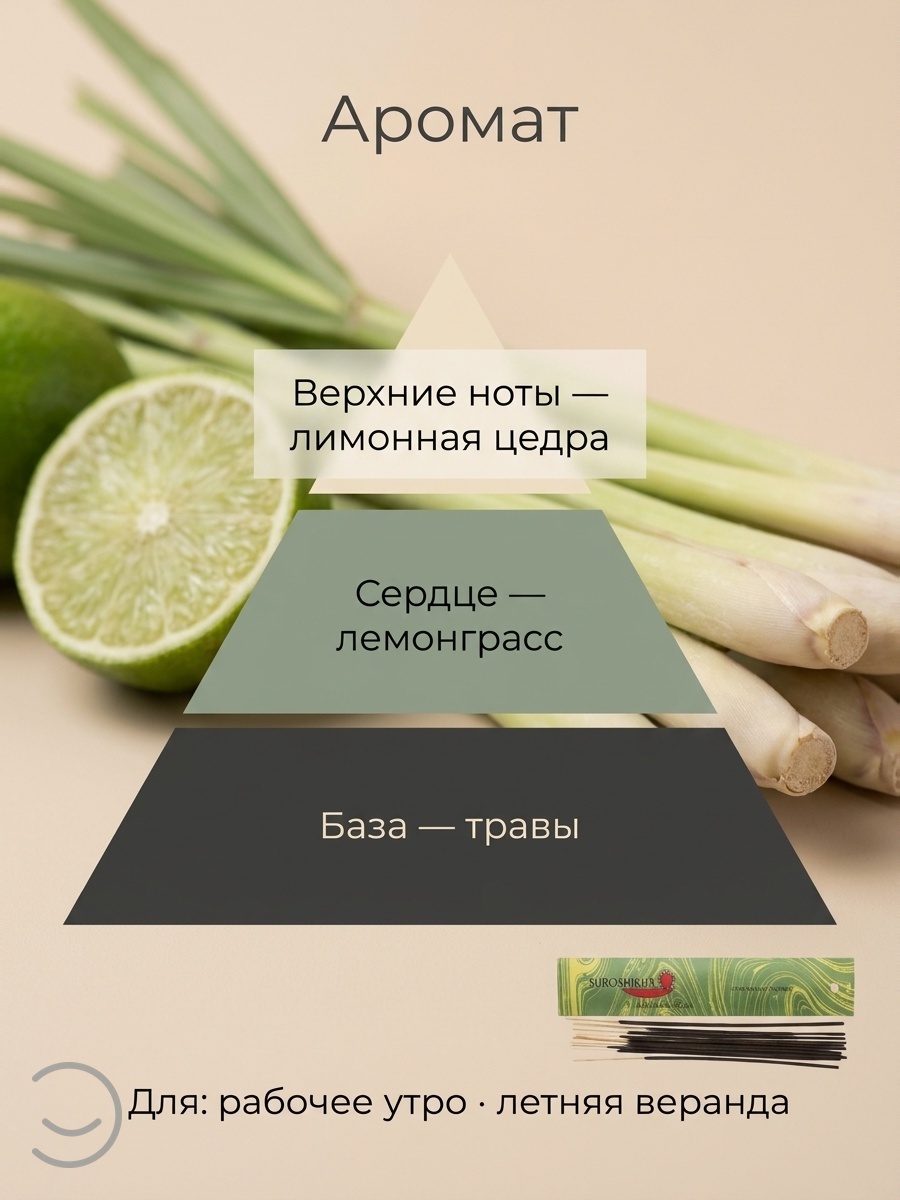 Аромат
Верхние ноты —
лимонная цедра
Сердце —
лемонграсс
База — травы
SUROSHIKHA
Для: рабочее утро · летняя веранда